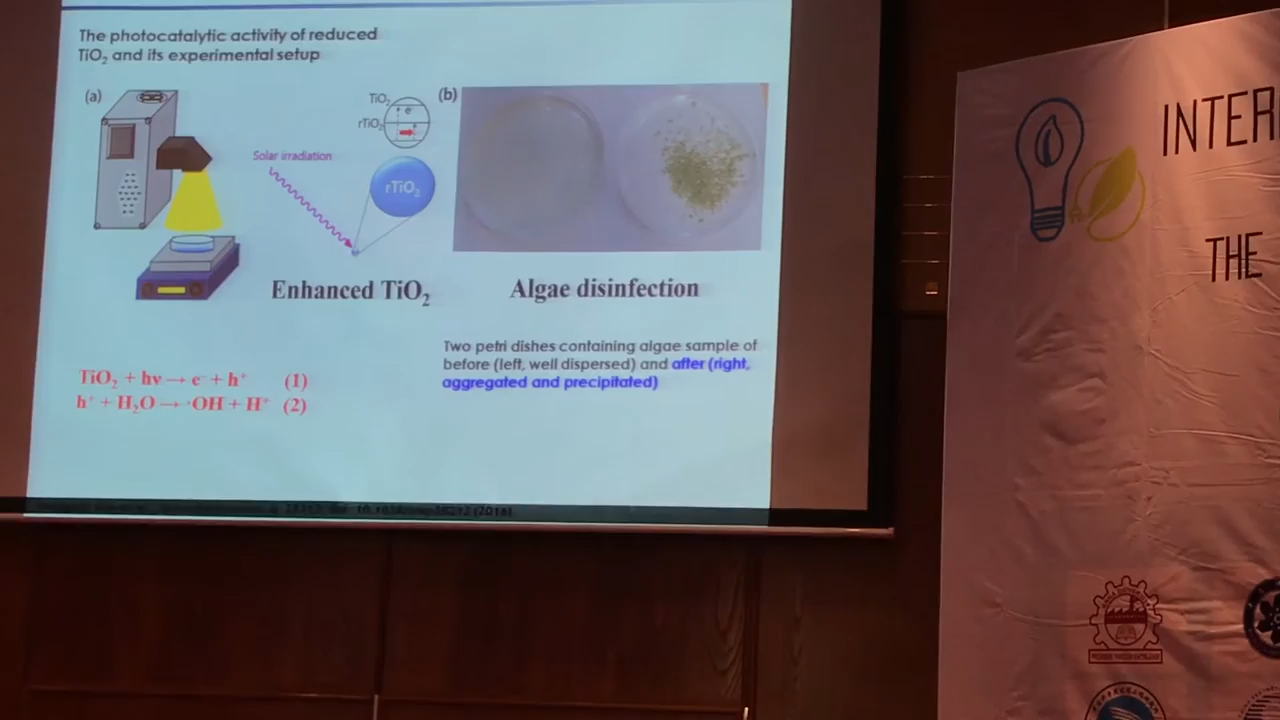 The photocatalytic activity of reduced
TiO₂ and its experimental setup
(a)
TiO₂
e⁻
rTiO₂
Solar irradiation
rTiO₂
Enhanced TiO₂
(b)
Algae disinfection
Two petri dishes containing algae sample of
before (left, well dispersed) and after (right,
aggregated and precipitated)
TiO₂ + hv → e⁻ + h⁺ (1)
h⁺ + H₂O → ·OH + H⁺ (2)
INTER
THE